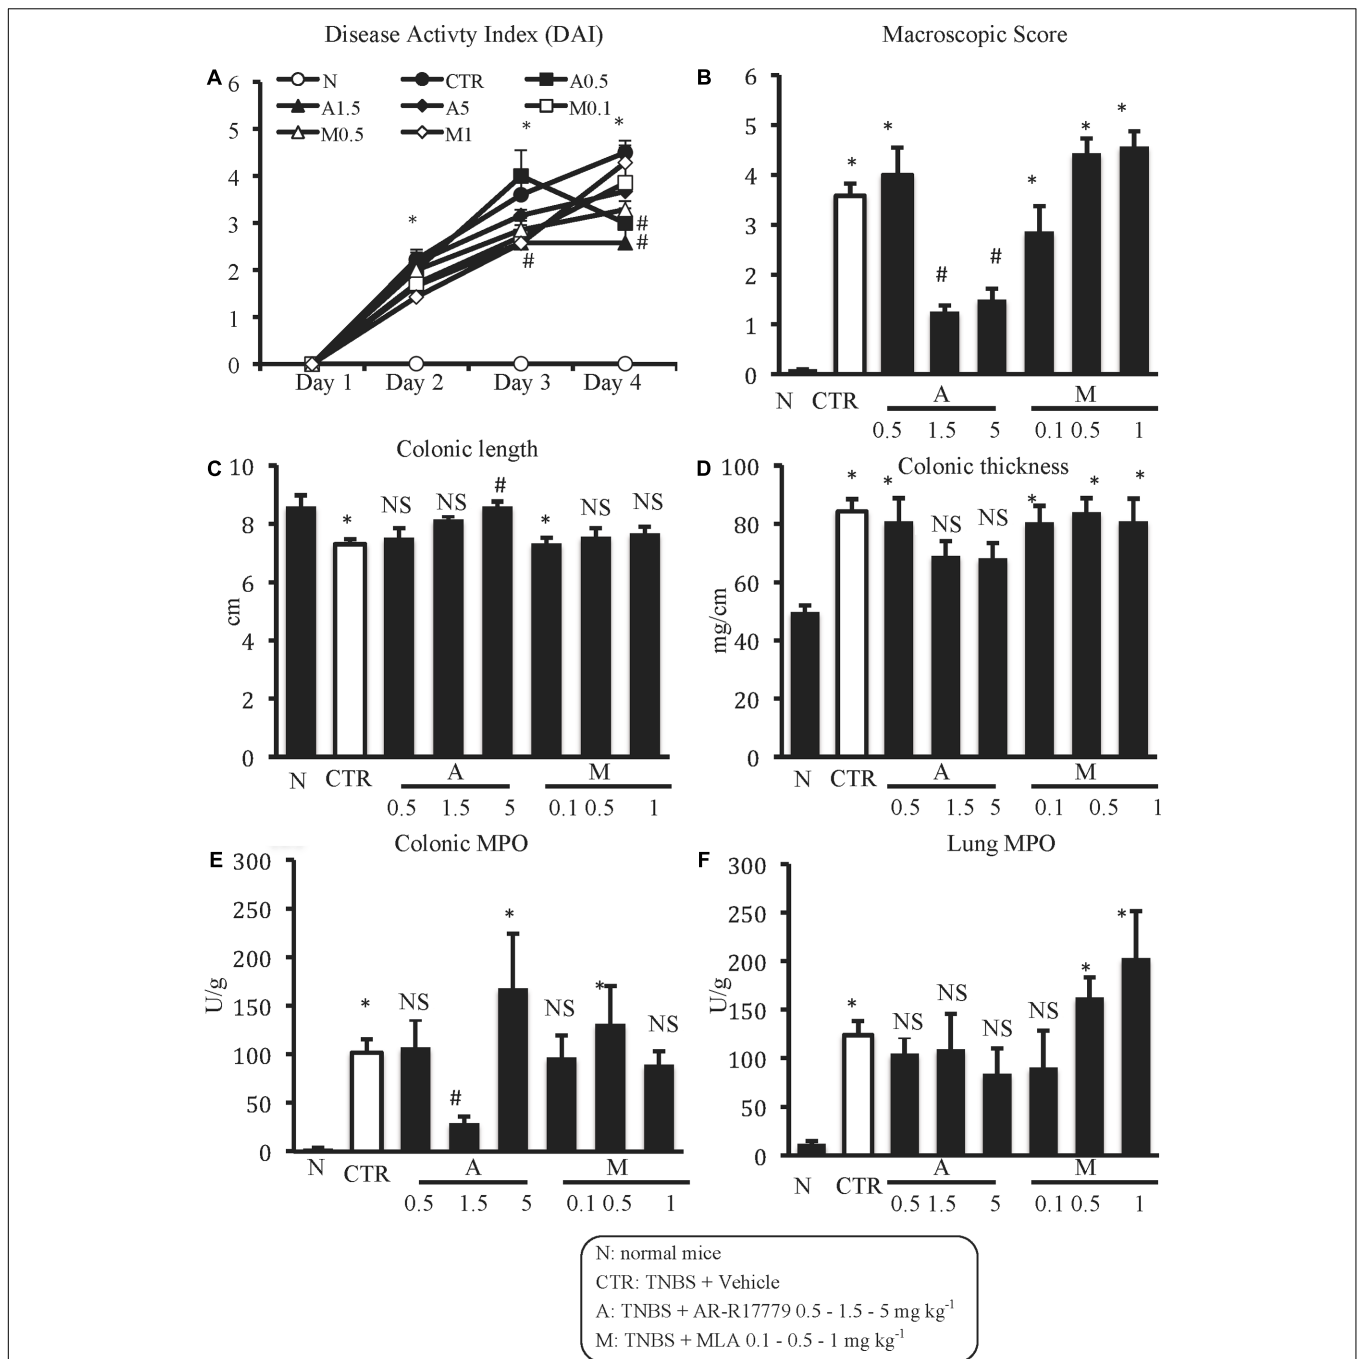 Disease Activty Index (DAI)
Macroscopic Score
A
N
CTR
A0.5
A1.5
A5
M0.1
M0.5
M1
6
5
4
3
2
1
0
*
*
*
#
#
#
Day 1
Day 2
Day 3
Day 4
B
6
5
4
3
2
1
0
*
*
#
#
*
*
*
N
CTR
A
M
0.5
1.5
5
0.1
0.5
1
Colonic length
C
10
8
6
4
2
0
cm
*
NS
NS
#
*
NS
NS
N
CTR
A
M
0.5
1.5
5
0.1
0.5
1
Colonic thickness
D
100
80
60
40
20
0
mg/cm
*
*
NS
NS
*
*
*
N
CTR
A
M
0.5
1.5
5
0.1
0.5
1
Colonic MPO
E
300
250
200
150
100
50
0
U/g
*
NS
#
*
NS
*
NS
N
CTR
A
M
0.5
1.5
5
0.1
0.5
1
Lung MPO
F
300
250
200
150
100
50
0
U/g
*
NS
NS
NS
NS
*
*
N
CTR
A
M
0.5
1.5
5
0.1
0.5
1
N: normal mice
CTR: TNBS + Vehicle
A: TNBS + AR-R17779 0.5 - 1.5 - 5 mg kg⁻¹
M: TNBS + MLA 0.1 - 0.5 - 1 mg kg⁻¹